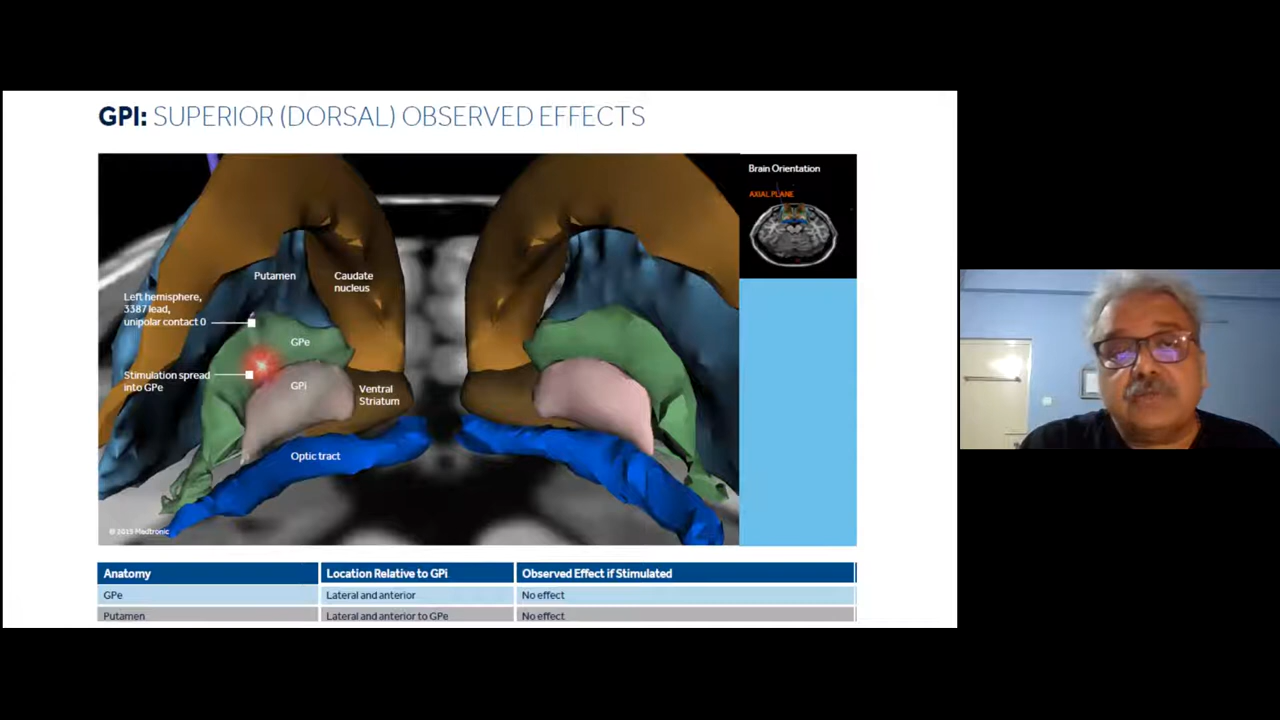 GPI: SUPERIOR (DORSAL) OBSERVED EFFECTS
Brain Orientation
AXIAL PLANE
Putamen
Caudate
nucleus
Left hemisphere,
3387 lead,
unipolar contact 0
GPe
Stimulation spread
into GPe
GPi
Ventral
Striatum
Optic tract
© 2015 Medtronic
Anatomy Location Relative to GPi Observed Effect if Stimulated
GPe Lateral and anterior No effect
Putamen Lateral and anterior to GPe No effect